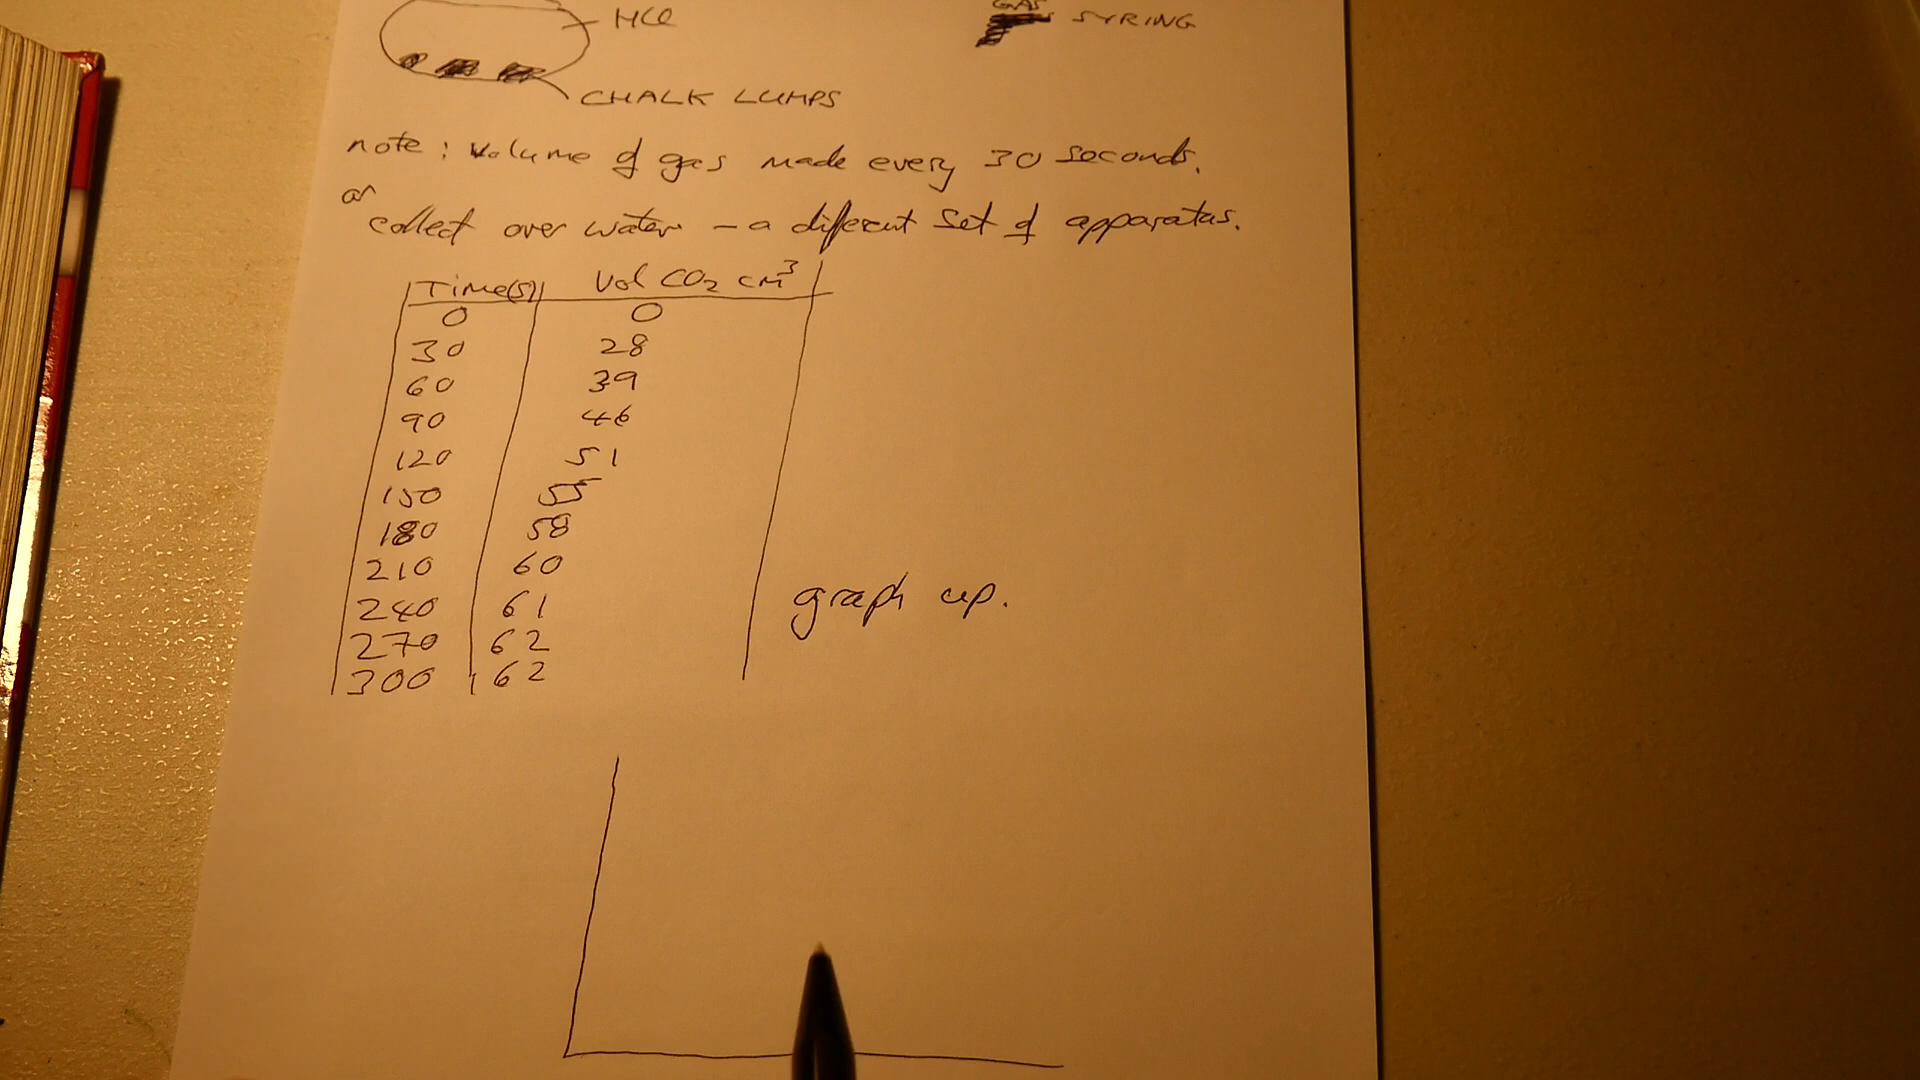 HCl
GAS
SYRING
CHALK LUMPS
note : volume of gas made every 30 seconds.
or
collect over water - a different set of apparatus.
Time(s) Vol CO2 cm3
0 0
30 28
60 39
90 46
120 51
150 55
180 58
210 60
240 61
270 62
300 62
graph up.